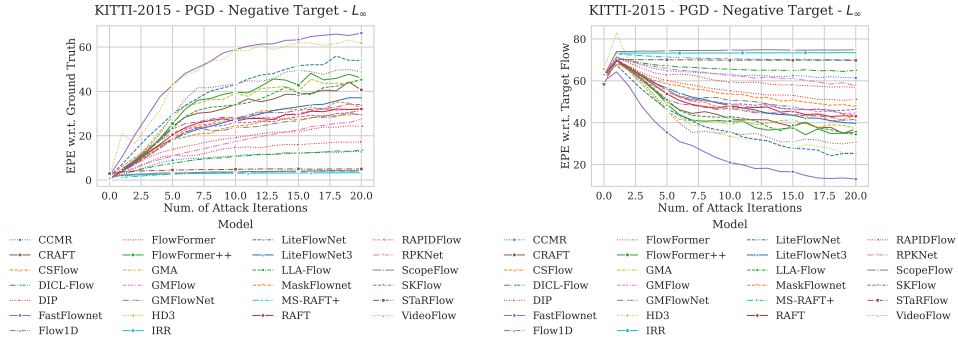 KITTI-2015 - PGD - Negative Target - L∞
EPE w.r.t. Ground Truth
60
40
20
0
0.0 2.5 5.0 7.5 10.0 12.5 15.0 17.5 20.0
Num. of Attack Iterations
Model
CCMR FlowFormer LiteFlowNet RAPIDFlow
CRAFT FlowFormer++ LiteFlowNet3 RPKNet
CSFlow GMA LLA-Flow ScopeFlow
DICL-Flow GMFlow MaskFlownet SKFlow
DIP GMFlowNet MS-RAFT+ STaRFlow
FastFlownet HD3 RAFT VideoFlow
Flow1D IRR
KITTI-2015 - PGD - Negative Target - L∞
EPE w.r.t. Target Flow
80
60
40
20
0.0 2.5 5.0 7.5 10.0 12.5 15.0 17.5 20.0
Num. of Attack Iterations
Model
CCMR FlowFormer LiteFlowNet RAPIDFlow
CRAFT FlowFormer++ LiteFlowNet3 RPKNet
CSFlow GMA LLA-Flow ScopeFlow
DICL-Flow GMFlow MaskFlownet SKFlow
DIP GMFlowNet MS-RAFT+ STaRFlow
FastFlownet HD3 RAFT VideoFlow
Flow1D IRR